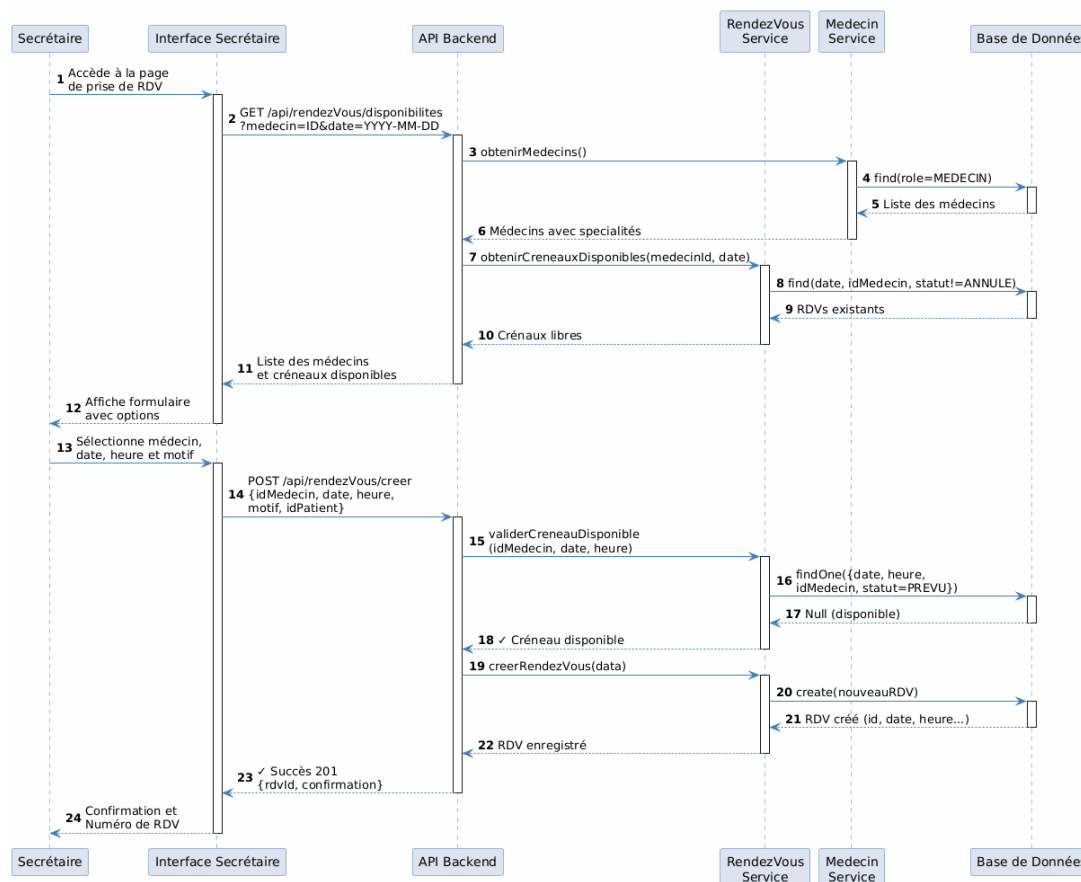 Secrétaire
Interface Secrétaire
API Backend
RendezVous
Service
Medecin
Service
Base de Données
1 Accède à la page
de prise de RDV
2 GET /api/rendezVous/disponibilites
?medecin=ID&date=YYYY-MM-DD
3 obtenirMedecins()
4 find(role=MEDECIN)
5 Liste des médecins
6 Médecins avec specialités
7 obtenirCreneauxDisponibles(medecinId, date)
8 find(date, idMedecin, statut!=ANNULE)
9 RDVs existants
10 Crénaux libres
11 Liste des médecins
et créneaux disponibles
12 Affiche formulaire
avec options
13 Sélectionne médecin,
date, heure et motif
14 POST /api/rendezVous/creer
{idMedecin, date, heure,
motif, idPatient}
15 validerCreneauDisponible
(idMedecin, date, heure)
16 findOne({date, heure,
idMedecin, statut=PREVU})
17 Null (disponible)
18 ✓ Créneau disponible
19 creerRendezVous(data)
20 create(nouveauRDV)
21 RDV créé (id, date, heure...)
22 RDV enregistré
23 ✓ Succès 201
{rdvId, confirmation}
24 Confirmation et
Numéro de RDV
Secrétaire
Interface Secrétaire
API Backend
RendezVous
Service
Medecin
Service
Base de Données